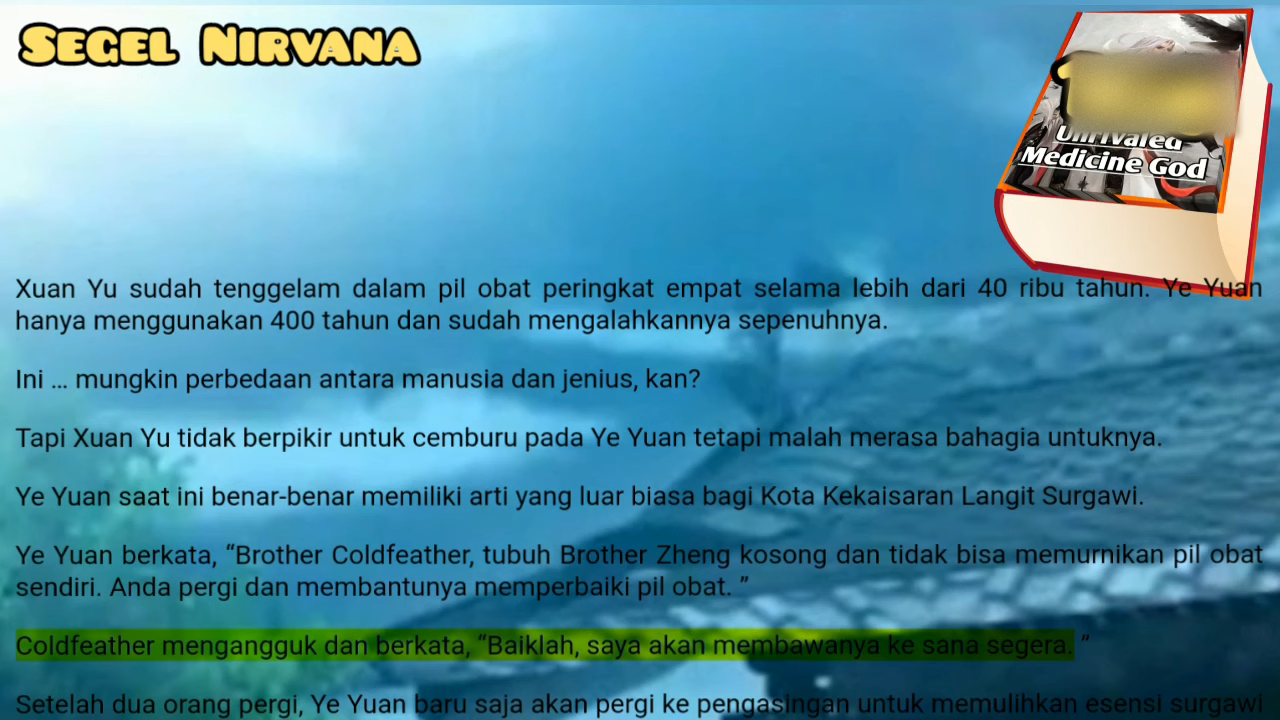 Segel Nirvana
Unrivaled
Medicine God
Xuan Yu sudah tenggelam dalam pil obat peringkat empat selama lebih dari 40 ribu tahun. Ye Yuan
hanya menggunakan 400 tahun dan sudah mengalahkannya sepenuhnya.
Ini ... mungkin perbedaan antara manusia dan jenius, kan?
Tapi Xuan Yu tidak berpikir untuk cemburu pada Ye Yuan tetapi malah merasa bahagia untuknya.
Ye Yuan saat ini benar-benar memiliki arti yang luar biasa bagi Kota Kekaisaran Langit Surgawi.
Ye Yuan berkata, “Brother Coldfeather, tubuh Brother Zheng kosong dan tidak bisa memurnikan pil obat
sendiri. Anda pergi dan membantunya memperbaiki pil obat. ”
Coldfeather mengangguk dan berkata, “Baiklah, saya akan membawanya ke sana segera. ”
Setelah dua orang pergi, Ye Yuan baru saja akan pergi ke pengasingan untuk memulihkan esensi surgawi